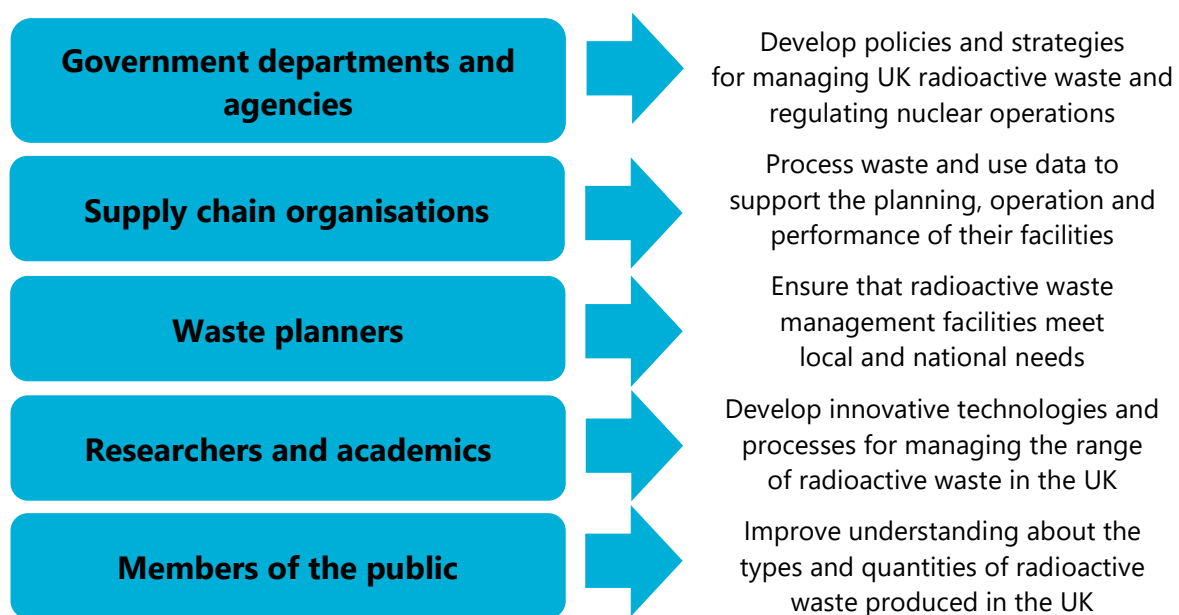 Government departments and
agencies
Develop policies and strategies
for managing UK radioactive waste and
regulating nuclear operations
Supply chain organisations
Process waste and use data to
support the planning, operation and
performance of their facilities
Waste planners
Ensure that radioactive waste
management facilities meet
local and national needs
Researchers and academics
Develop innovative technologies and
processes for managing the range
of radioactive waste in the UK
Members of the public
Improve understanding about the
types and quantities of radioactive
waste produced in the UK